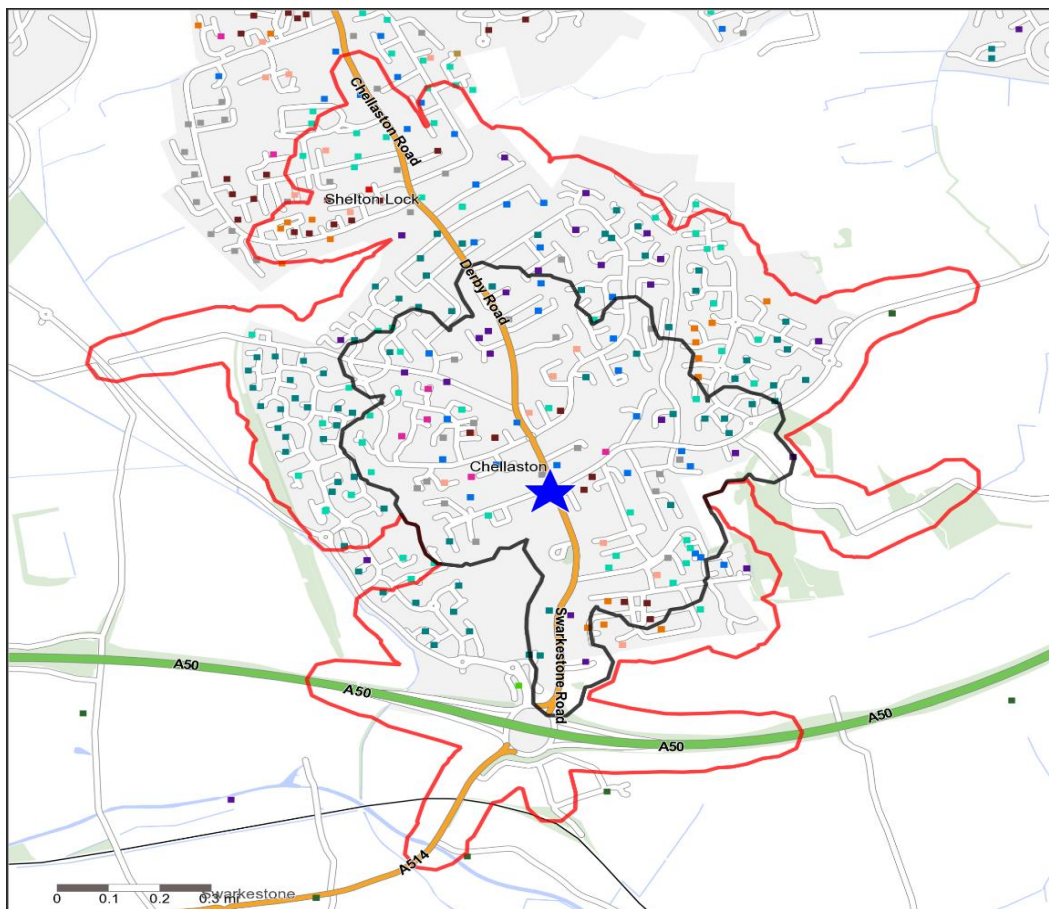 Chellaston Road
Shelton Lock
Derby Road
Chellaston
Swarkestone Road
A50
A50
A50
A50
A514
0 0.1 0.2 0.3 mi
Swarkestone